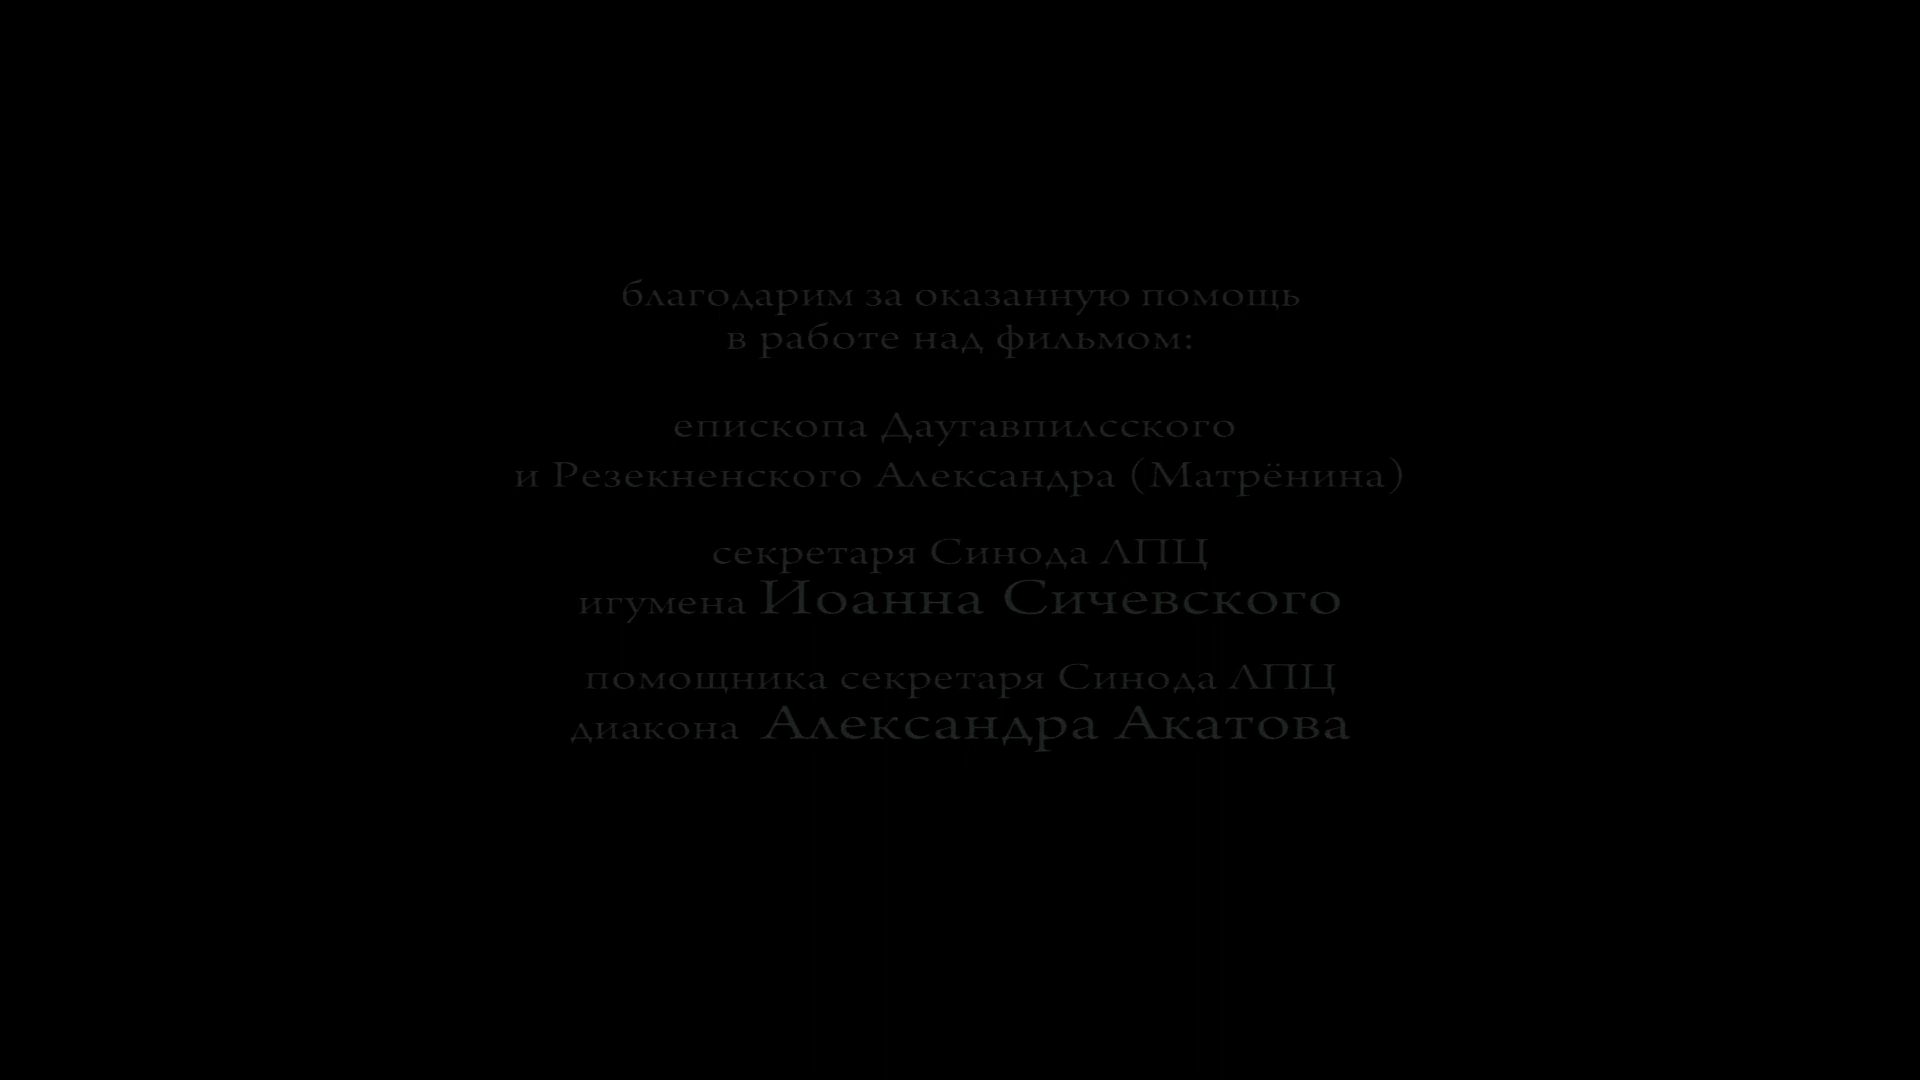 благодарим за оказанную помощь
в работе над фильмом:
епископа Даугавпилсского
и Резекненского Александра (Матрёнина)
секретаря Синода ЛПЦ
игумена Иоанна Сичевского
помощника секретаря Синода ЛПЦ
диакона Александра Акатова